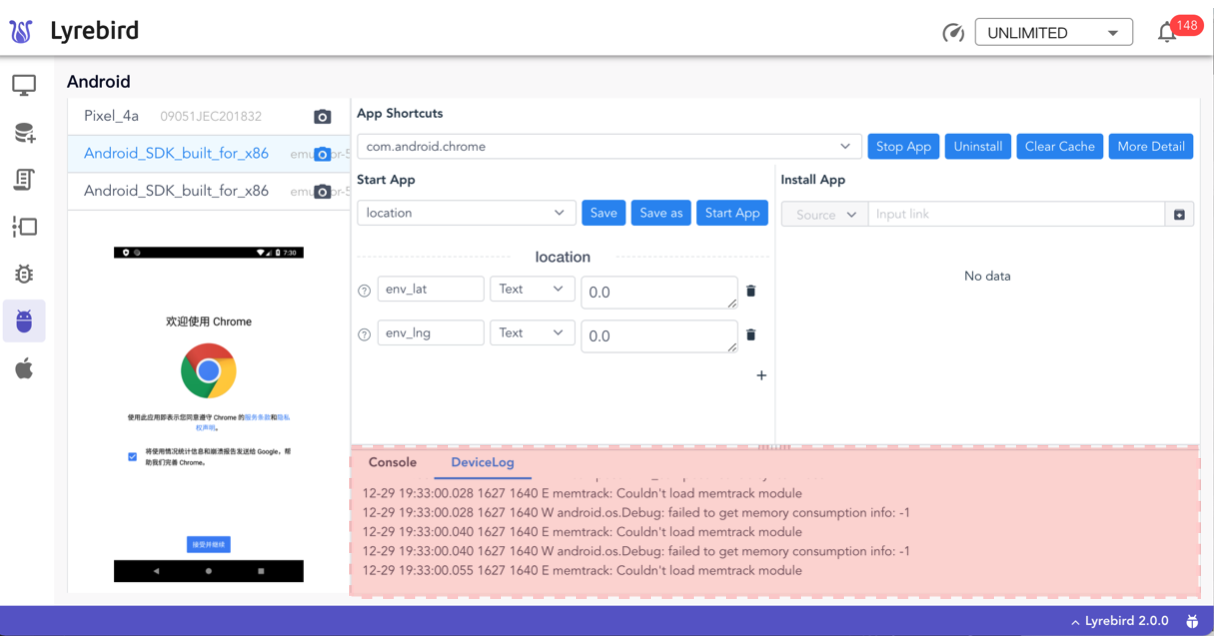 Lyrebird
UNLIMITED
148
Android
Pixel_4a 09051JEC201832
Android_SDK_built_for_x86
Android_SDK_built_for_x86
App Shortcuts
com.android.chrome
Stop App
Uninstall
Clear Cache
More Detail
Start App
location
Save
Save as
Start App
location
env_lat Text 0.0
env_lng Text 0.0
+
Install App
Source
Input link
No data
7:30
欢迎使用 Chrome
使用此应用即表示您同意遵守 Chrome 的服务条款和隐私
权声明。
将使用情况统计信息和崩溃报告发送给 Google，帮
助我们完善 Chrome。
接受并继续
Console DeviceLog
12-29 19:33:00.028 1627 1640 E memtrack: Couldn't load memtrack module
12-29 19:33:00.028 1627 1640 W android.os.Debug: failed to get memory consumption info: -1
12-29 19:33:00.040 1627 1640 E memtrack: Couldn't load memtrack module
12-29 19:33:00.040 1627 1640 W android.os.Debug: failed to get memory consumption info: -1
12-29 19:33:00.055 1627 1640 E memtrack: Couldn't load memtrack module
Lyrebird 2.0.0